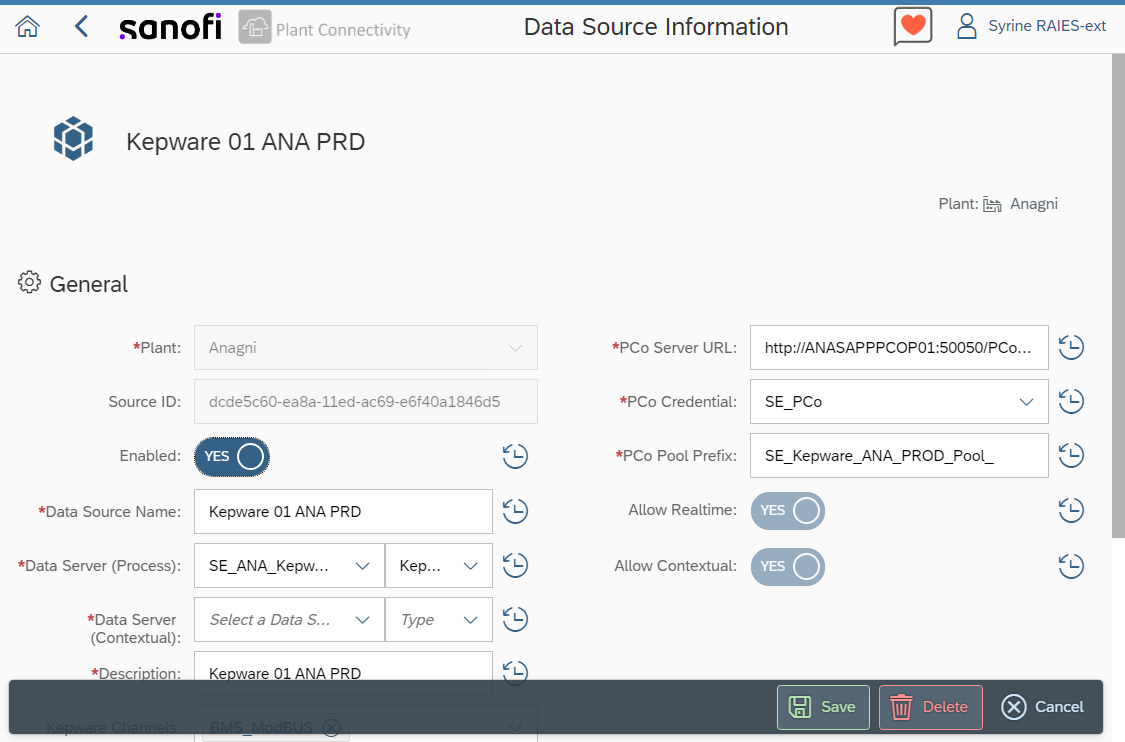 sanofi Plant Connectivity Data Source Information Syrine RAIES-ext
Kepware 01 ANA PRD
Plant: Anagni
General
*Plant: Anagni
*PCo Server URL: http://ANASAPPPCOP01:50050/PCo...
Source ID: dcde5c60-ea8a-11ed-ac69-e6f40a1846d5
*PCo Credential: SE_PCo
Enabled: YES
*PCo Pool Prefix: SE_Kepware_ANA_PROD_Pool_
*Data Source Name: Kepware 01 ANA PRD
Allow Realtime: YES
*Data Server (Process): SE_ANA_Kepw... Kep...
Allow Contextual: YES
*Data Server
(Contextual): Select a Data S... Type
*Description: Kepware 01 ANA PRD
Kepware Channels: BMS_ModBUS
Save Delete Cancel